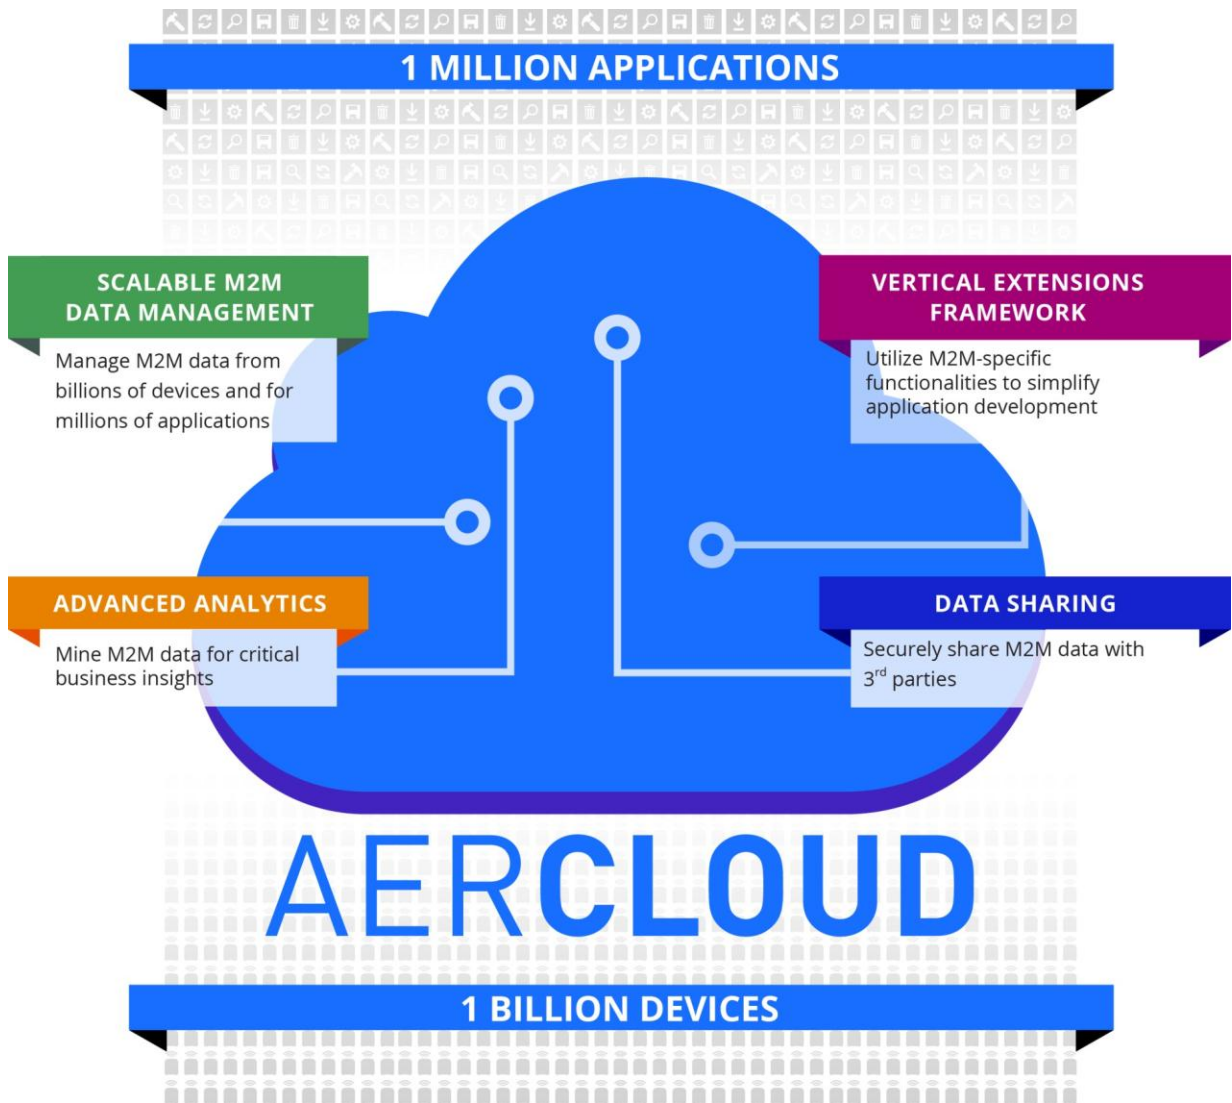 1 MILLION APPLICATIONS
SCALABLE M2M
DATA MANAGEMENT
Manage M2M data from
billions of devices and for
millions of applications
VERTICAL EXTENSIONS
FRAMEWORK
Utilize M2M-specific
functionalities to simplify
application development
ADVANCED ANALYTICS
Mine M2M data for critical
business insights
DATA SHARING
Securely share M2M data with
3rd parties
AERCLOUD
1 BILLION DEVICES